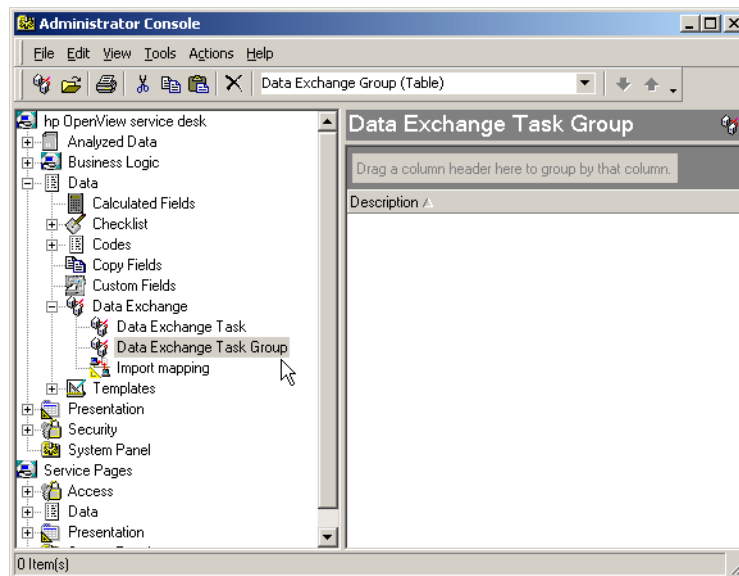 Administrator Console
File Edit View Tools Actions Help
Data Exchange Group (Table)
hp OpenView service desk
Analyzed Data
Business Logic
Data
Calculated Fields
Checklist
Codes
Copy Fields
Custom Fields
Data Exchange
Data Exchange Task
Data Exchange Task Group
Import mapping
Templates
Presentation
Security
System Panel
Service Pages
Access
Data
Presentation
Data Exchange Task Group
Drag a column header here to group by that column.
Description
0 Item(s)